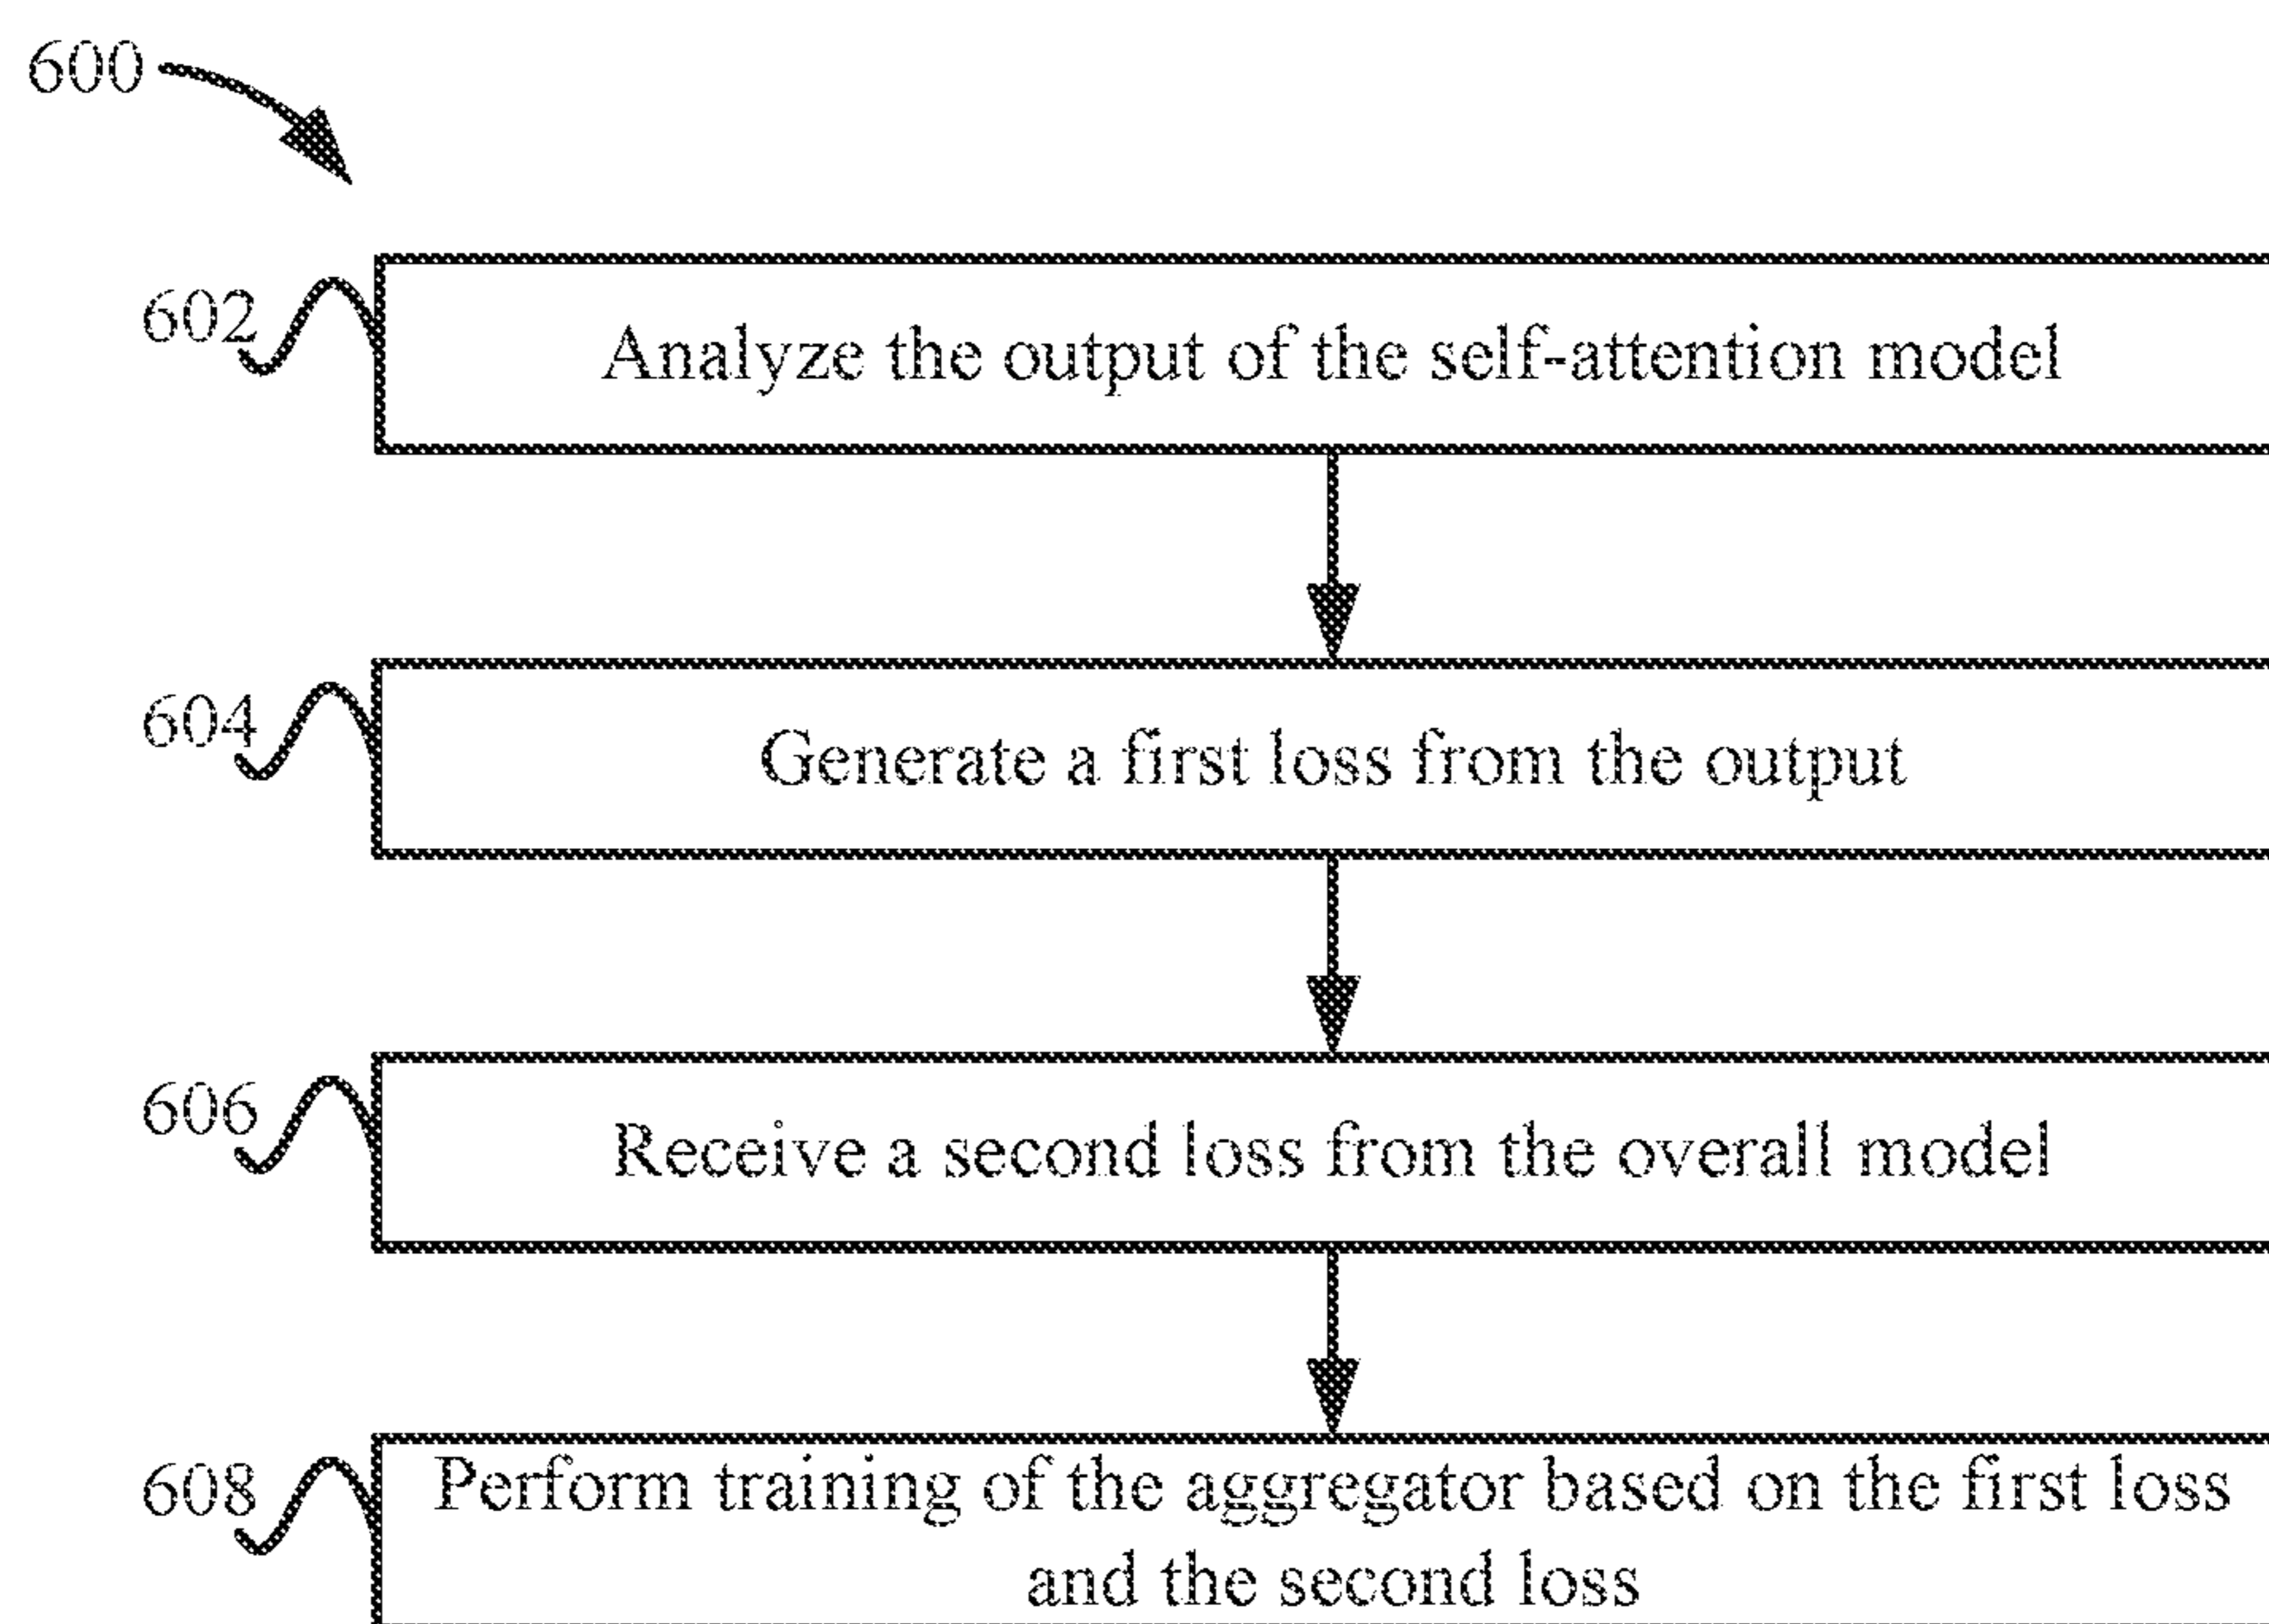 600
602
Analyze the output of the self-attention model
604
Generate a first loss from the output
606
Receive a second loss from the overall model
608
Perform training of the aggregator based on the first loss
and the second loss